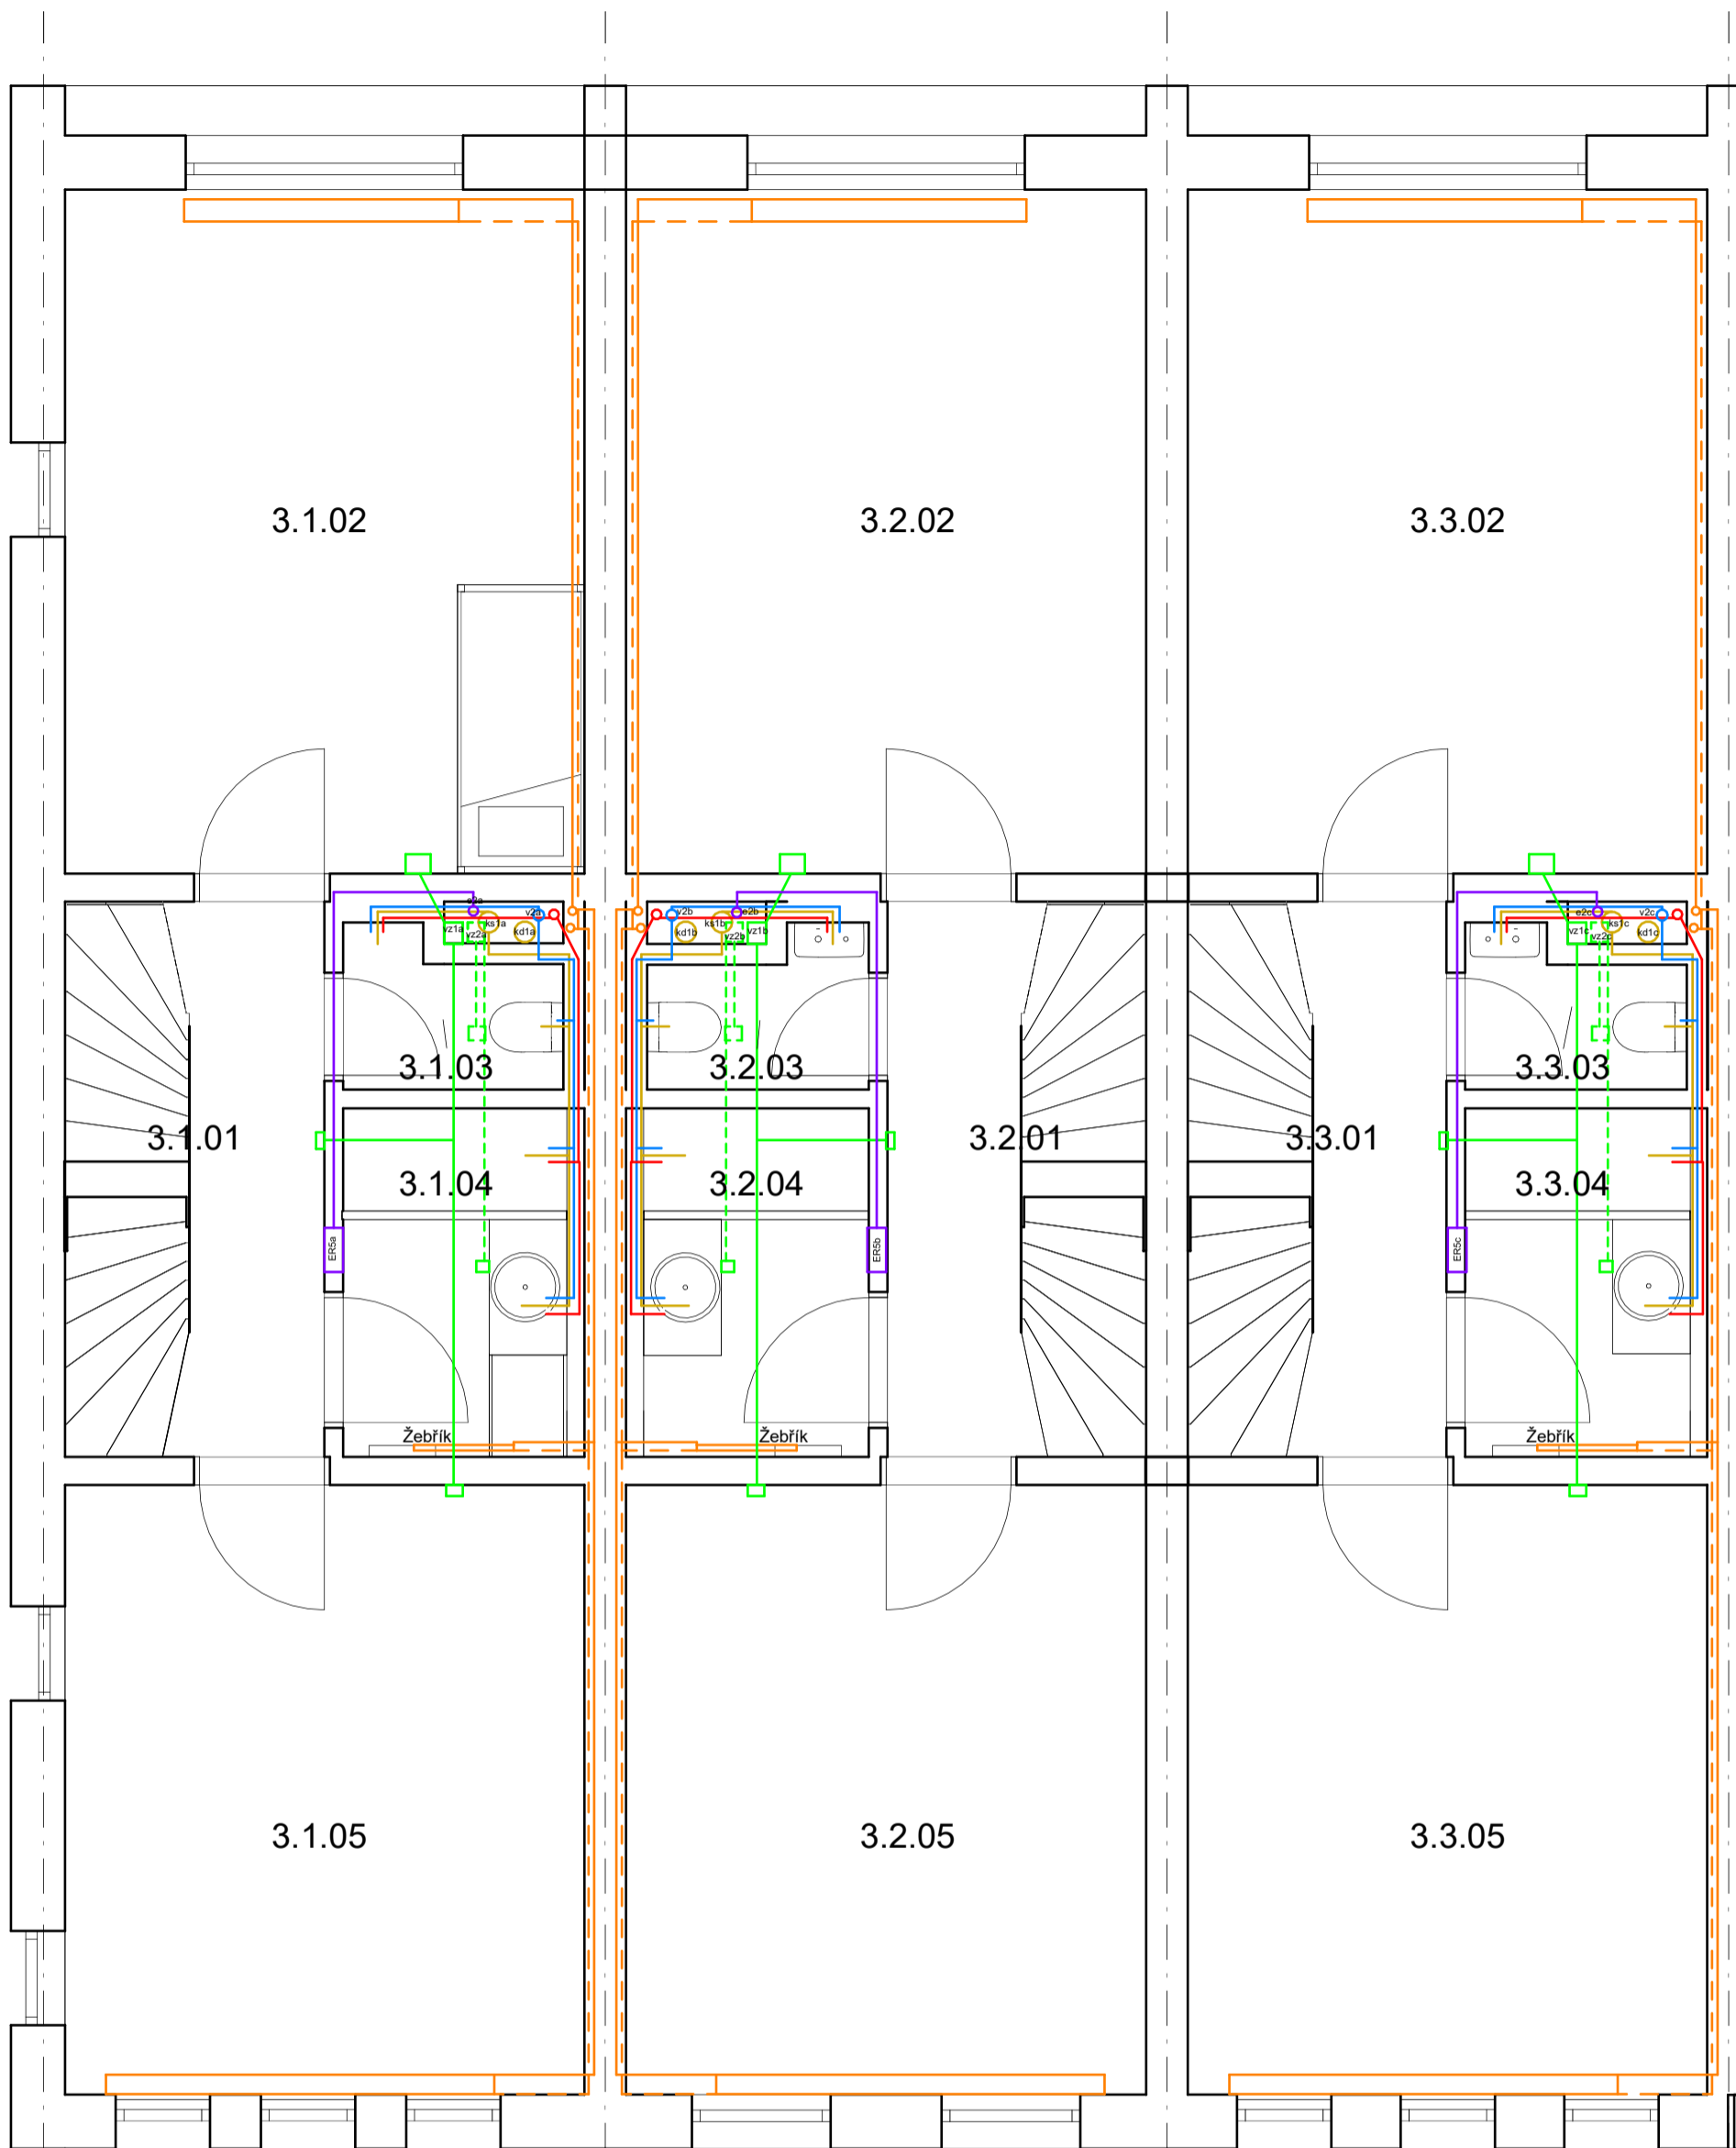 3.1.02
3.2.02
3.3.02
e2a
v2a
vz1a
vz2a
ks1a
kd1a
v2b
e2b
kd1b
ks1b
vz2b
vz1b
e2c
v2c
vz1c
vz2c
ks1c
kd1c
3.1.03
3.2.03
3.3.03
3.1.01
3.2.01
3.3.01
3.1.04
3.2.04
3.3.04
ER5a
ER5b
ER5c
Žebřík
Žebřík
Žebřík
3.1.05
3.2.05
3.3.05